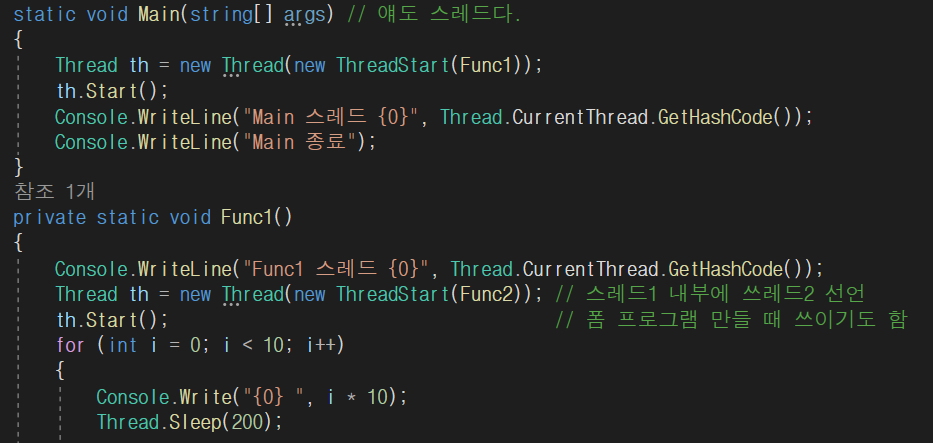 static void Main(string[] args) // 얘도 스레드다.
{
Thread th = new Thread(new ThreadStart(Func1));
th.Start();
Console.WriteLine("Main 스레드 {0}", Thread.CurrentThread.GetHashCode());
Console.WriteLine("Main 종료");
}
참조 1개
private static void Func1()
{
Console.WriteLine("Func1 스레드 {0}", Thread.CurrentThread.GetHashCode());
Thread th = new Thread(new ThreadStart(Func2)); // 스레드1 내부에 쓰레드2 선언
th.Start(); // 폼 프로그램 만들 때 쓰이기도 함
for (int i = 0; i < 10; i++)
{
Console.Write("{0} ", i * 10);
Thread.Sleep(200);